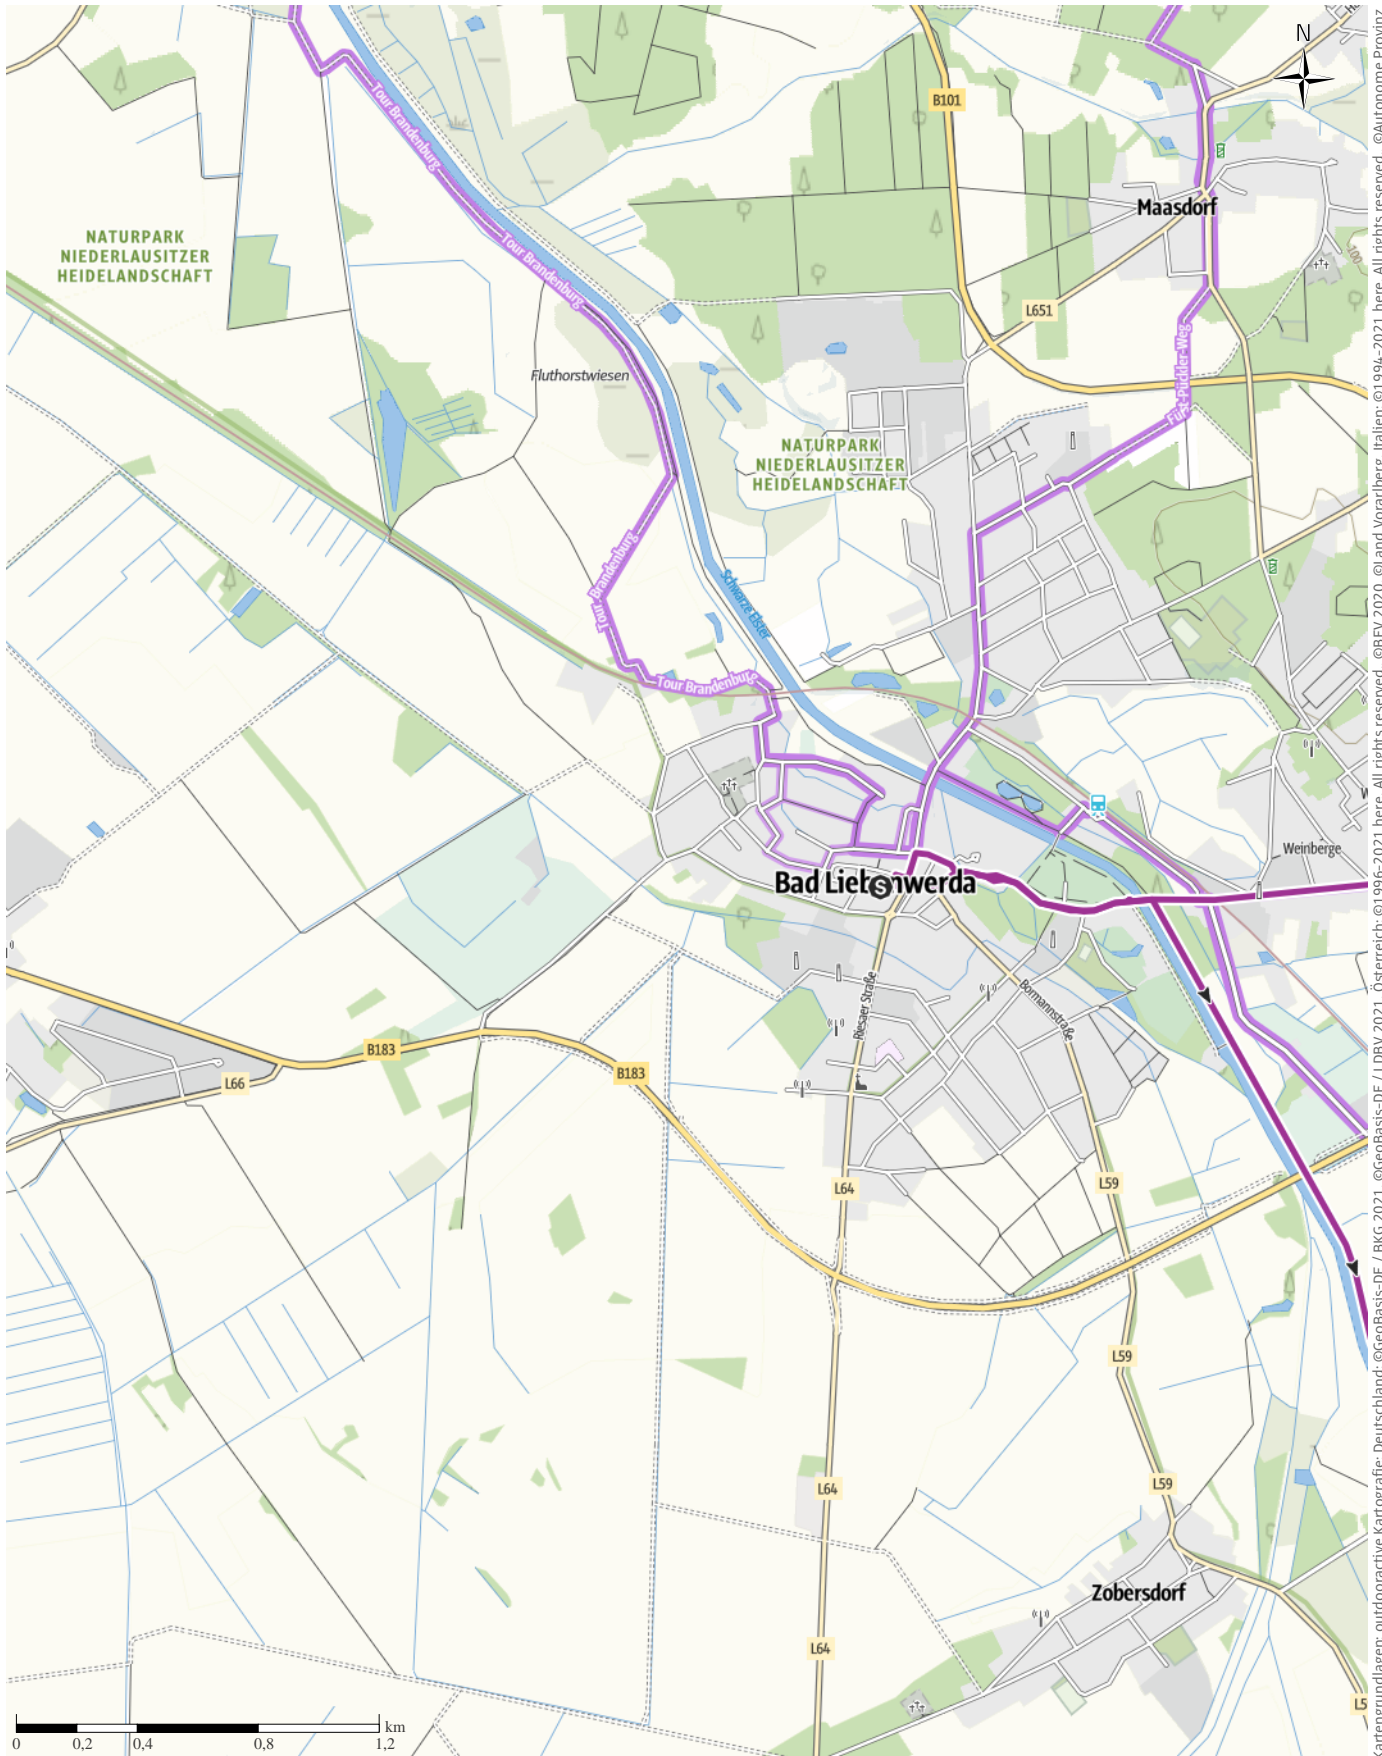 N
B101
Tour Brandenburg
NATURPARK
NIEDERLAUSITZER
HEIDELANDSCHAFT
Maasdorf
Tour Brandenburg
100
L651
Fürst-Pückler-Weg
Fluthorstwiesen
NATURPARK
NIEDERLAUSITZER
HEIDELANDSCHAFT
Tour Brandenburg
Schwarze Elster
Tour Brandenburg
Weinberge
Bad Liebenwerda
S
Riesaer Straße
Bormannstraße
B183
B183
L66
L64
L59
L59
L64
L59
Zobersdorf
L64
km
0
0,2
0,4
0,8
1,2